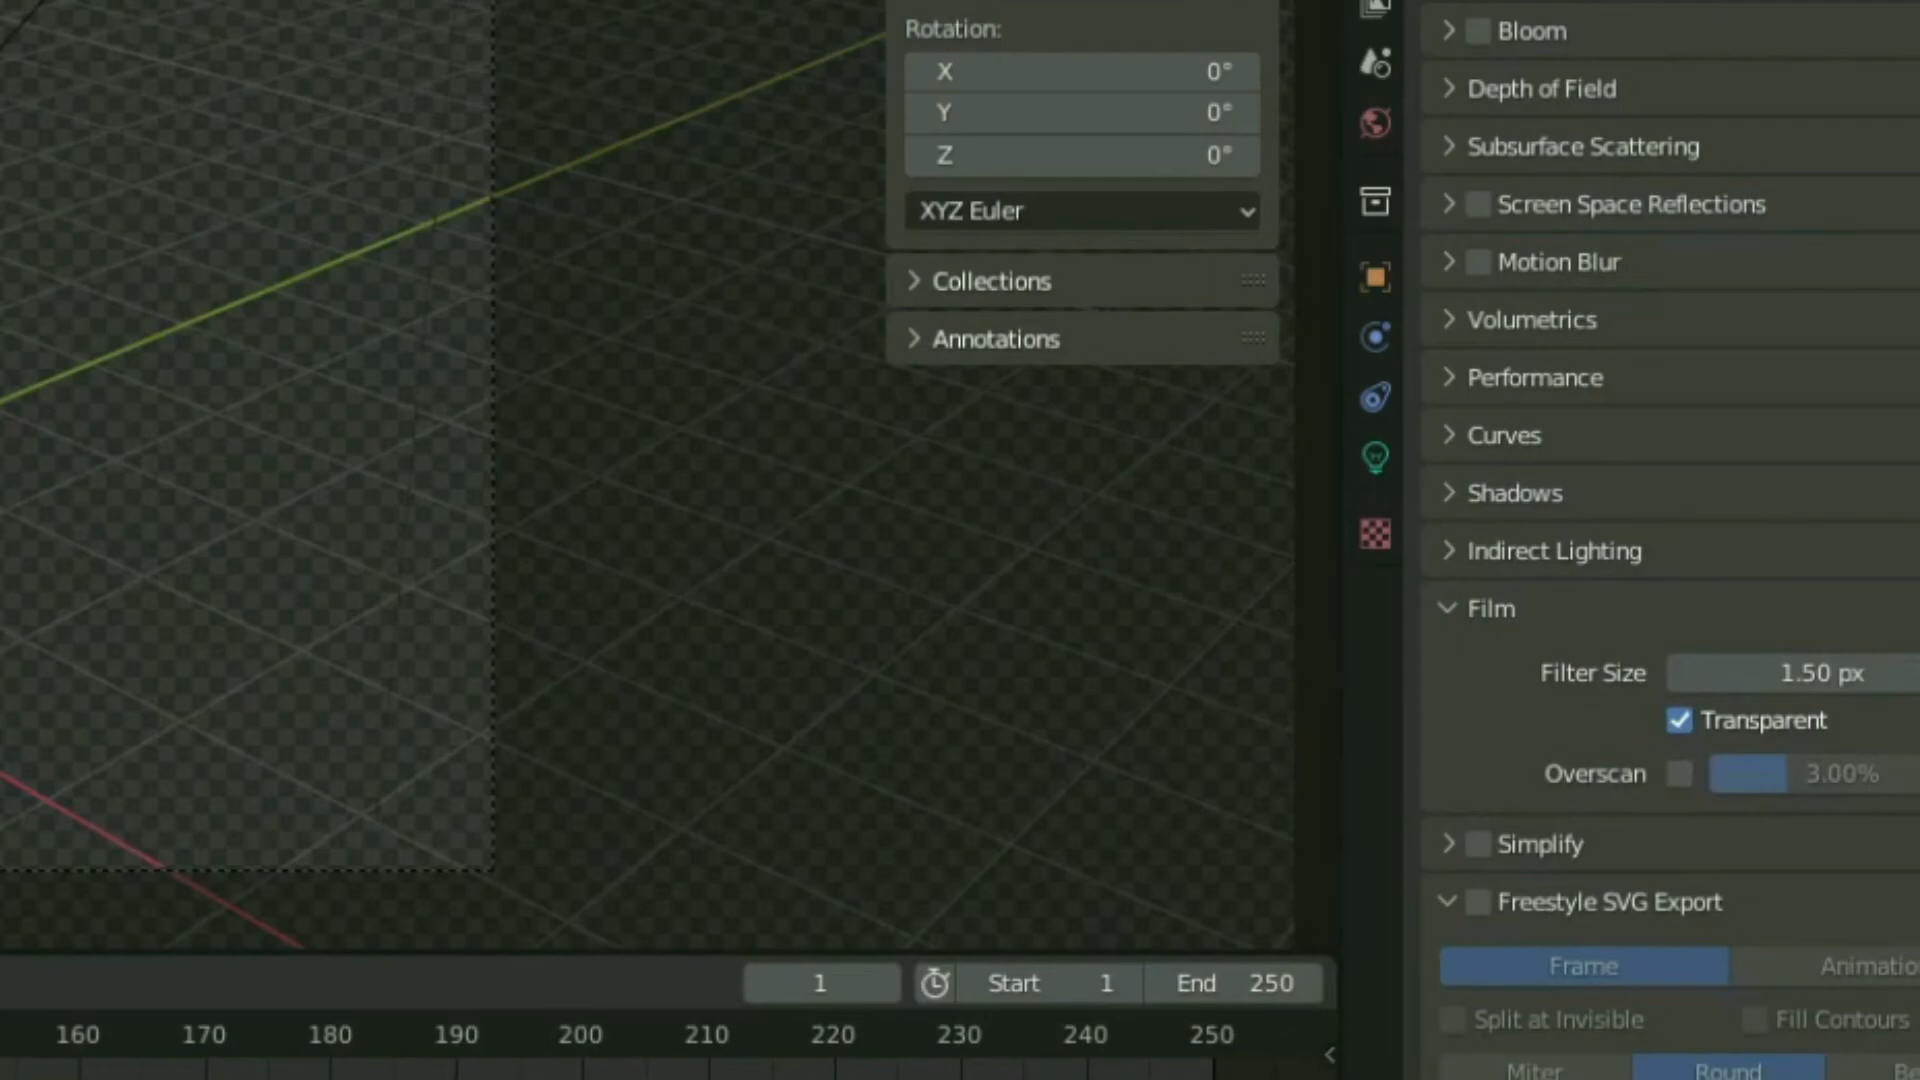 Rotation:
X 0°
Y 0°
Z 0°
XYZ Euler
Collections
Annotations
Bloom
Depth of Field
Subsurface Scattering
Screen Space Reflections
Motion Blur
Volumetrics
Performance
Curves
Shadows
Indirect Lighting
Film
Filter Size 1.50 px
Transparent
Overscan 3.00%
Simplify
Freestyle SVG Export
Frame Animatio
Split at Invisible Fill Contours
Miter Round Be
1 Start 1 End 250
160 170 180 190 200 210 220 230 240 250